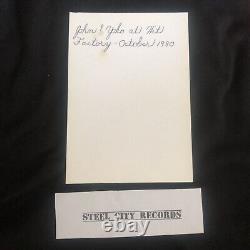 John & Yoko at Hit
Factory - October 1980
STEEL CITY RECORDS